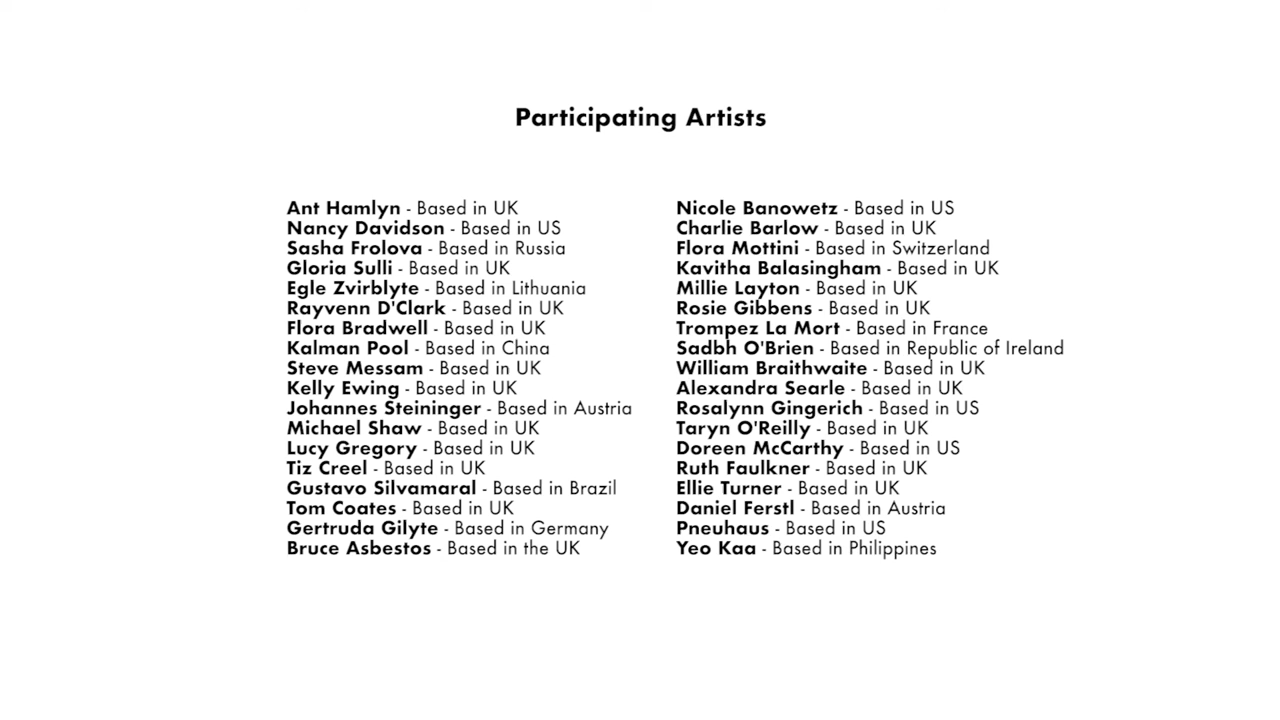 Participating Artists
Ant Hamlyn - Based in UK
Nancy Davidson - Based in US
Sasha Frolova - Based in Russia
Gloria Sulli - Based in UK
Egle Zvirblyte - Based in Lithuania
Rayvenn D'Clark - Based in UK
Flora Bradwell - Based in UK
Kalman Pool - Based in China
Steve Messam - Based in UK
Kelly Ewing - Based in UK
Johannes Steininger - Based in Austria
Michael Shaw - Based in UK
Lucy Gregory - Based in UK
Tiz Creel - Based in UK
Gustavo Silvamaral - Based in Brazil
Tom Coates - Based in UK
Gertruda Gilyte - Based in Germany
Bruce Asbestos - Based in the UK
Nicole Banowetz - Based in US
Charlie Barlow - Based in UK
Flora Mottini - Based in Switzerland
Kavitha Balasingham - Based in UK
Millie Layton - Based in UK
Rosie Gibbens - Based in UK
Trompez La Mort - Based in France
Sadbh O'Brien - Based in Republic of Ireland
William Braithwaite - Based in UK
Alexandra Searle - Based in UK
Rosalynn Gingerich - Based in US
Taryn O'Reilly - Based in UK
Doreen McCarthy - Based in US
Ruth Faulkner - Based in UK
Ellie Turner - Based in UK
Daniel Ferstl - Based in Austria
Pneuhaus - Based in US
Yeo Kaa - Based in Philippines